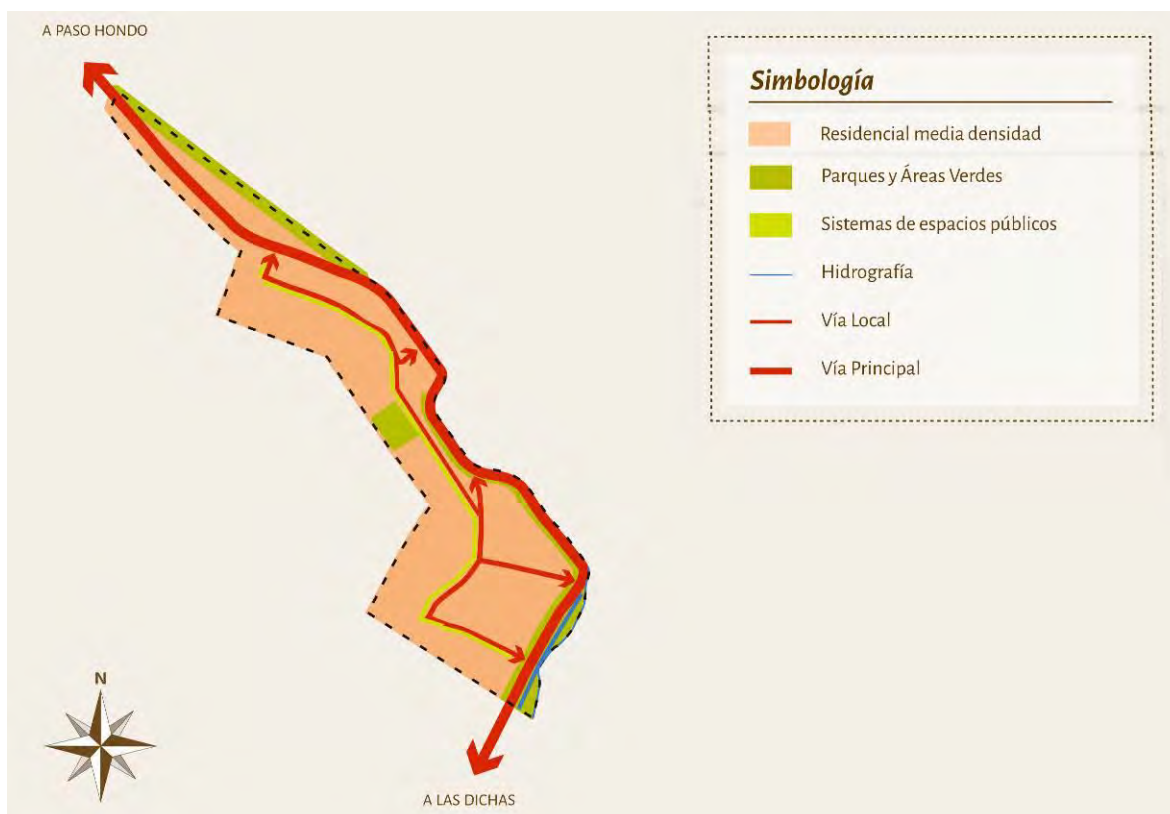 A PASO HONDO
Simbología
Residencial media densidad
Parques y Áreas Verdes
Sistemas de espacios públicos
Hidrografía
Vía Local
Vía Principal
N
A LAS DICHAS